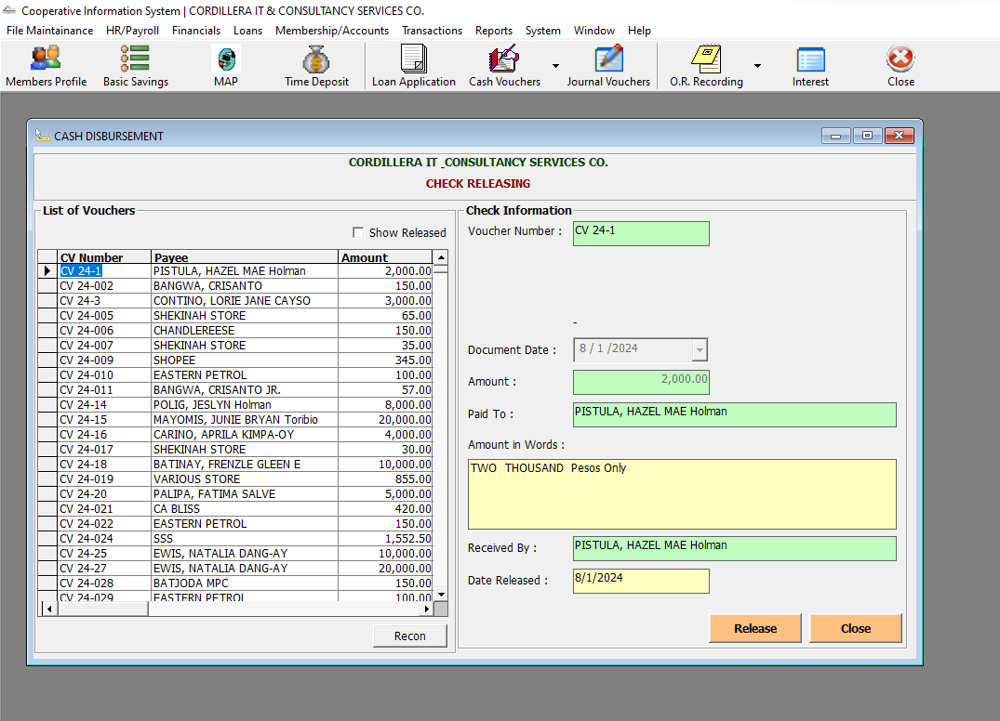 Cooperative Information System | CORDILLERA IT & CONSULTANCY SERVICES CO.
File Maintainance HR/Payroll Financials Loans Membership/Accounts Transactions Reports System Window Help
Members Profile Basic Savings MAP Time Deposit Loan Application Cash Vouchers Journal Vouchers O.R. Recording Interest Close
CASH DISBURSEMENT
CORDILLERA IT _CONSULTANCY SERVICES CO.
CHECK RELEASING
List of Vouchers
Show Released
CV Number Payee Amount
CV 24-1 PISTULA, HAZEL MAE Holman 2,000.00
CV 24-002 BANGWA, CRISANTO 150.00
CV 24-3 CONTINO, LORIE JANE CAYSO 3,000.00
CV 24-005 SHEKINAH STORE 65.00
CV 24-006 CHANDLEREESE 150.00
CV 24-007 SHEKINAH STORE 35.00
CV 24-009 SHOPEE 345.00
CV 24-010 EASTERN PETROL 100.00
CV 24-011 BANGWA, CRISANTO JR. 57.00
CV 24-14 POLIG, JESLYN Holman 8,000.00
CV 24-15 MAYOMIS, JUNIE BRYAN Toribio 20,000.00
CV 24-16 CARINO, APRILA KIMPA-OY 4,000.00
CV 24-017 SHEKINAH STORE 30.00
CV 24-18 BATINAY, FRENZLE GLEEN E 10,000.00
CV 24-019 VARIOUS STORE 855.00
CV 24-20 PALIPA, FATIMA SALVE 5,000.00
CV 24-021 CA BLISS 420.00
CV 24-022 EASTERN PETROL 150.00
CV 24-024 SSS 1,552.50
CV 24-25 EWIS, NATALIA DANG-AY 10,000.00
CV 24-27 EWIS, NATALIA DANG-AY 20,000.00
CV 24-028 BATJODA MPC 150.00
CV 24-029 EASTERN PETROL 100.00
Recon
Check Information
Voucher Number : CV 24-1
-
Document Date : 8 / 1 /2024
Amount : 2,000.00
Paid To : PISTULA, HAZEL MAE Holman
Amount in Words :
TWO THOUSAND Pesos Only
Received By : PISTULA, HAZEL MAE Holman
Date Released : 8/1/2024
Release Close